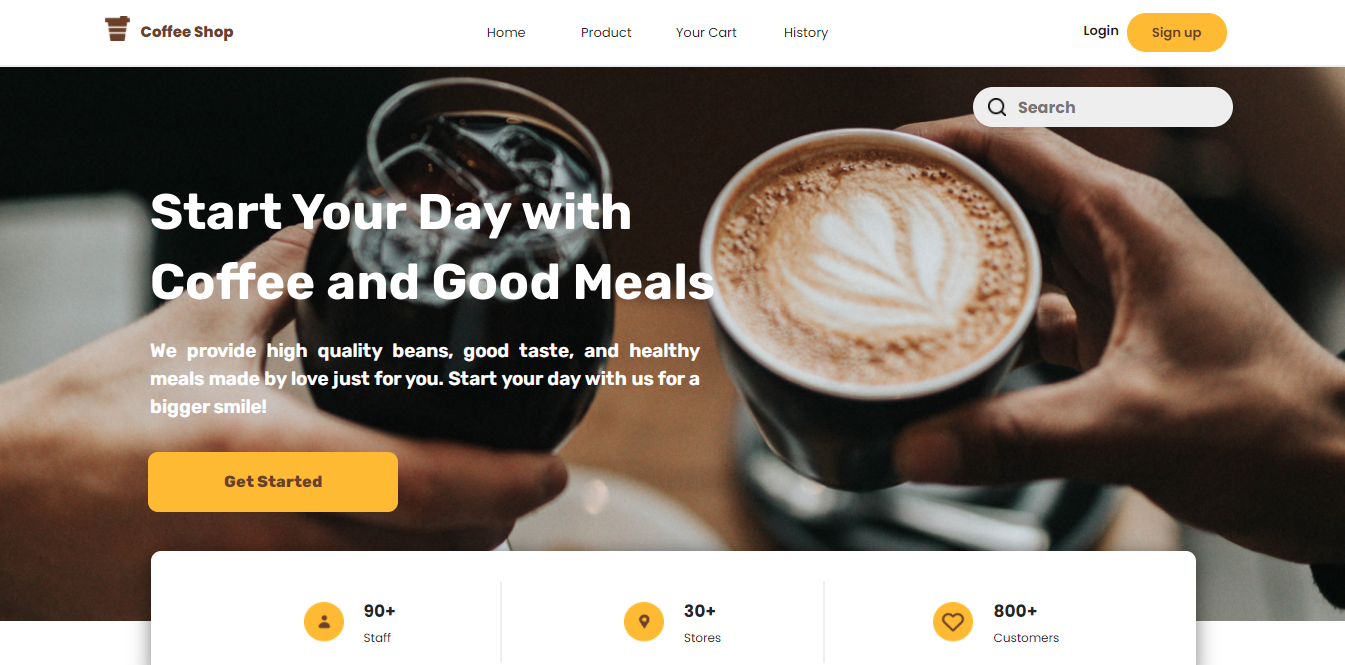 Coffee Shop
Home
Product
Your Cart
History
Login
Sign up
Search
Start Your Day with
Coffee and Good Meals
We provide high quality beans, good taste, and healthy
meals made by love just for you. Start your day with us for a
bigger smile!
Get Started
90+
Staff
30+
Stores
800+
Customers